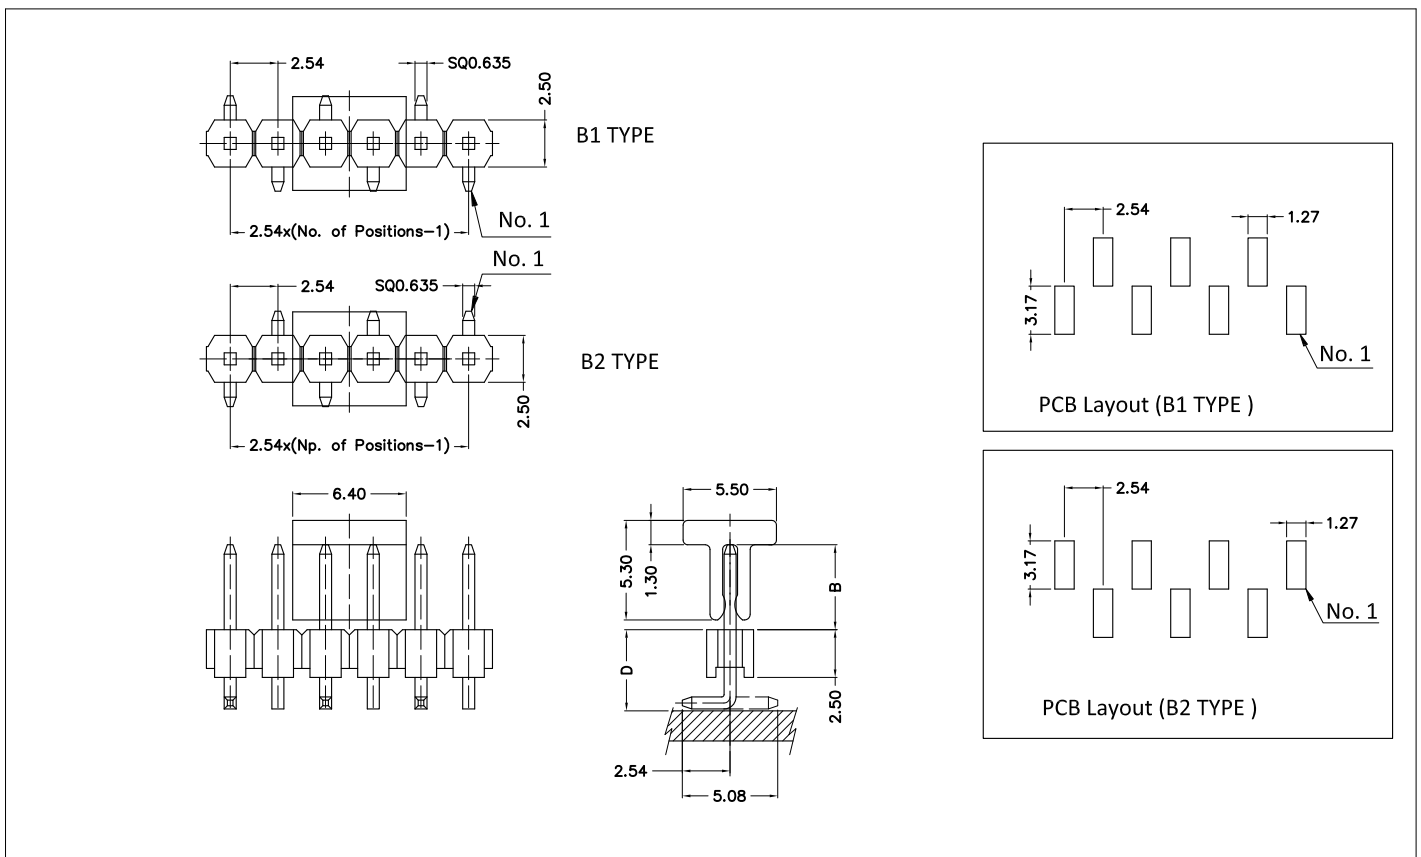 2.54
SQ0.635
2.50
B1 TYPE
No. 1
2.54x(No. of Positions-1)
No. 1
2.54
SQ0.635
B2 TYPE
2.50
2.54x(Np. of Positions-1)
6.40
5.50
5.30
1.30
B
D
2.50
2.54
5.08
2.54
1.27
3.17
No. 1
PCB Layout (B1 TYPE )
2.54
1.27
3.17
No. 1
PCB Layout (B2 TYPE )